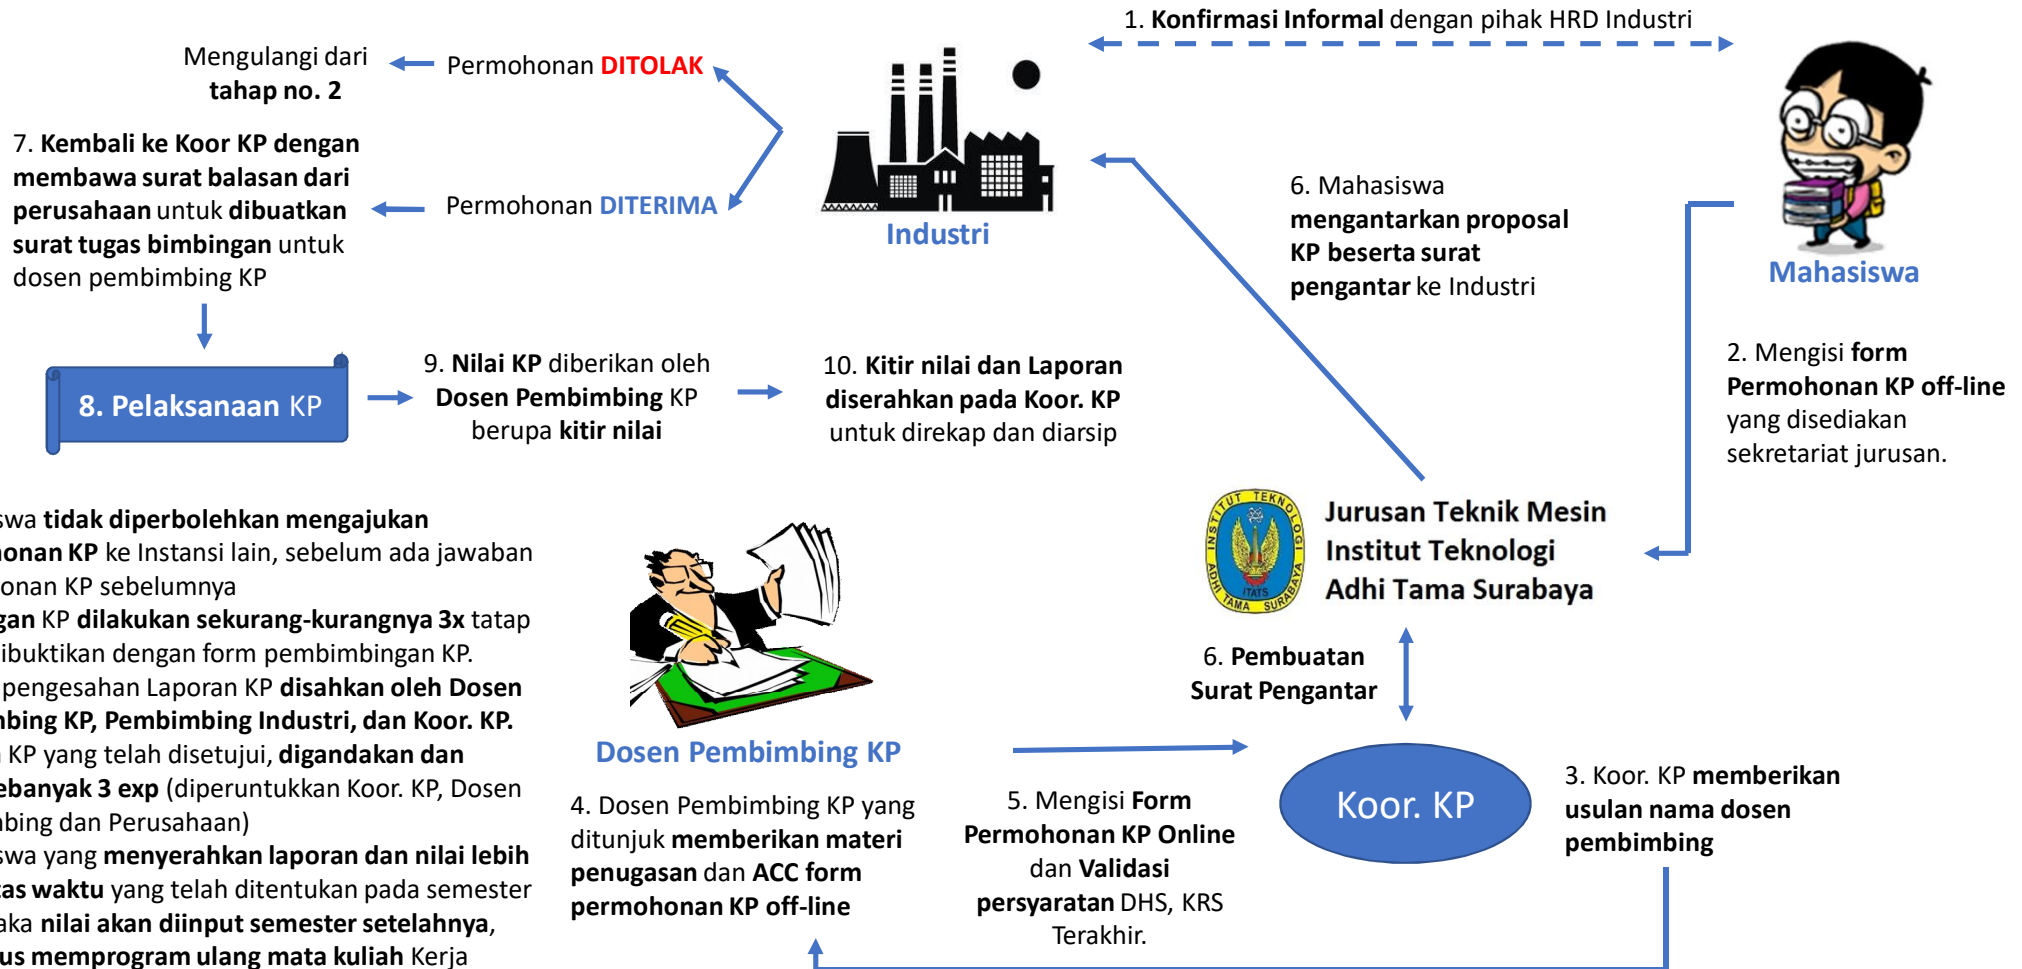 1. Konfirmasi Informal dengan pihak HRD Industri
Mengulangi dari
tahap no. 2
Permohonan DITOLAK
7. Kembali ke Koor KP dengan
membawa surat balasan dari
perusahaan untuk dibuatkan
surat tugas bimbingan untuk
dosen pembimbing KP
Permohonan DITERIMA
Industri
6. Mahasiswa
mengantarkan proposal
KP beserta surat
pengantar ke Industri
Mahasiswa
2. Mengisi form
Permohonan KP off-line
yang disediakan
sekretariat jurusan.
8. Pelaksanaan KP
9. Nilai KP diberikan oleh
Dosen Pembimbing KP
berupa kitir nilai
10. Kitir nilai dan Laporan
diserahkan pada Koor. KP
untuk direkap dan diarsip
swa tidak diperbolehkan mengajukan
honan KP ke Instansi lain, sebelum ada jawaban
onan KP sebelumnya
gan KP dilakukan sekurang-kurangnya 3x tatap
ibuktikan dengan form pembimbingan KP.
pengesahan Laporan KP disahkan oleh Dosen
mbing KP, Pembimbing Industri, dan Koor. KP.
KP yang telah disetujui, digandakan dan
ebanyak 3 exp (diperuntukkan Koor. KP, Dosen
mbing dan Perusahaan)
swa yang menyerahkan laporan dan nilai lebih
tas waktu yang telah ditentukan pada semester
aka nilai akan diinput semester setelahnya,
us memprogram ulang mata kuliah Kerja
INSTITUT TEKNOLOGI
ADHI TAMA SURABAYA
ITATS
Jurusan Teknik Mesin
Institut Teknologi
Adhi Tama Surabaya
6. Pembuatan
Surat Pengantar
Dosen Pembimbing KP
4. Dosen Pembimbing KP yang
ditunjuk memberikan materi
penugasan dan ACC form
permohonan KP off-line
5. Mengisi Form
Permohonan KP Online
dan Validasi
persyaratan DHS, KRS
Terakhir.
Koor. KP
3. Koor. KP memberikan
usulan nama dosen
pembimbing